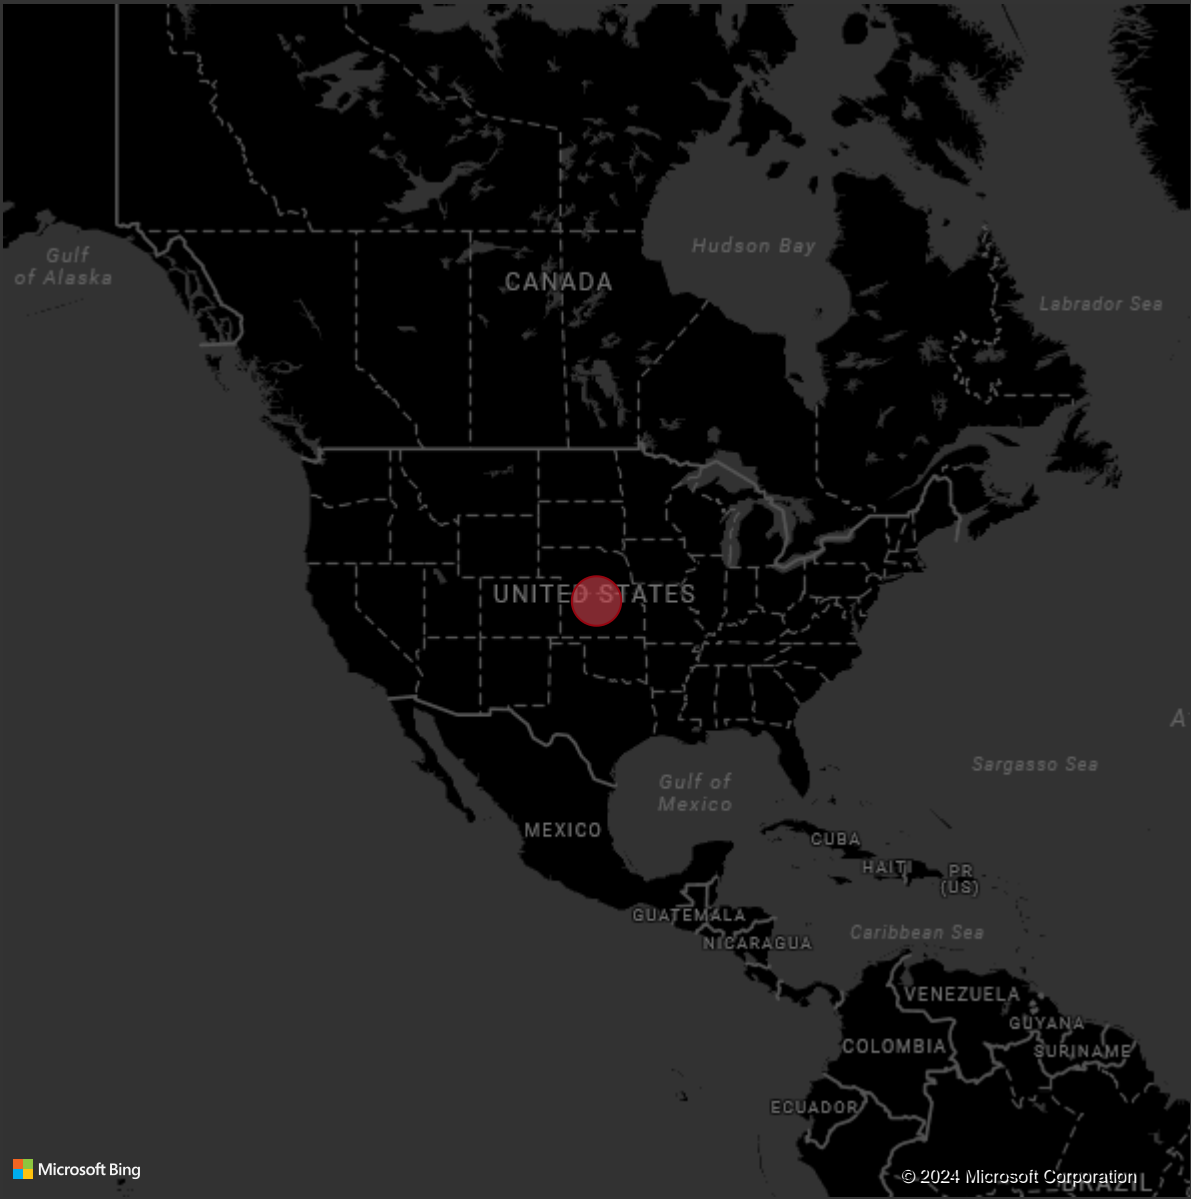 Gulf
of Alaska
Hudson Bay
CANADA
Labrador Sea
UNITED STATES
A
Sargasso Sea
Gulf of
Mexico
MEXICO
CUBA
HAITI
PR
(US)
GUATEMALA
Caribbean Sea
NICARAGUA
VENEZUELA
GUYANA
COLOMBIA
SURINAME
ECUADOR
Microsoft Bing
© 2024 Microsoft Corporation
BRAZIL